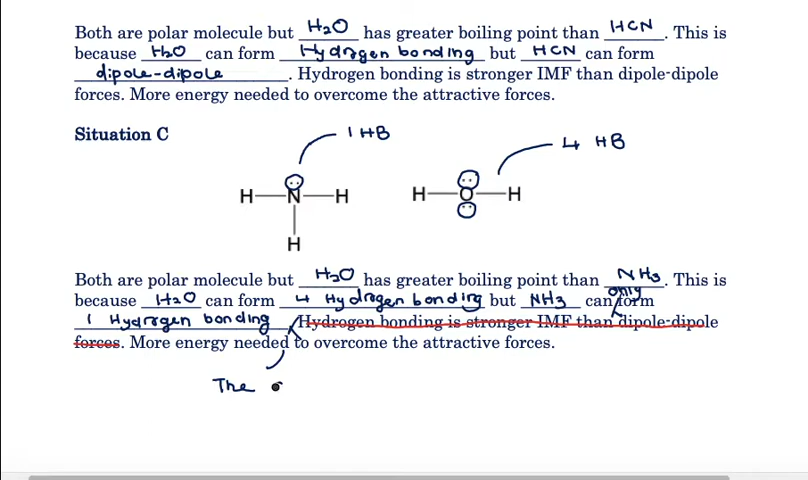 Both are polar molecule but H₂O has greater boiling point than HCN. This is
because H₂O can form Hydrogen bonding but HCN can form
dipole-dipole. Hydrogen bonding is stronger IMF than dipole-dipole
forces. More energy needed to overcome the attractive forces.
Situation C
1 HB
4 HB
H N H
H
H O H
Both are polar molecule but H₂O has greater boiling point than NH₃. This is
because H₂O can form 4 Hydrogen bonding but NH₃ can only form
1 Hydrogen bonding Hydrogen bonding is stronger IMF than dipole-dipole
forces. More energy needed to overcome the attractive forces.
The